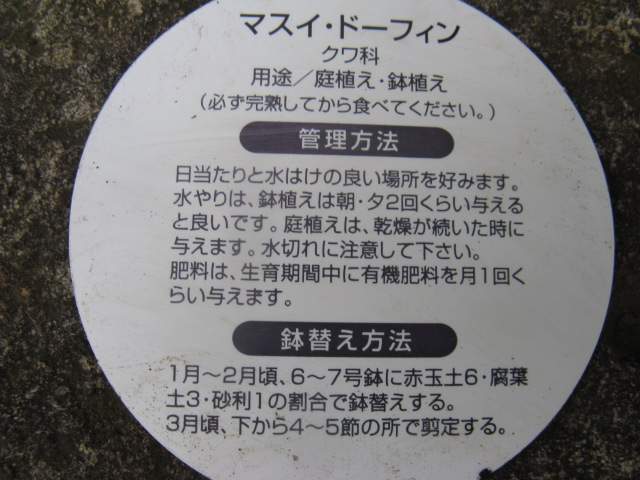 マスイ・ドーフィン
クワ科
用途／庭植え・鉢植え
（必ず完熟してから食べてください。）
管理方法
日当たりと水はけの良い場所を好みます。
水やりは、鉢植えは朝・夕2回くらい与える
と良いです。庭植えは、乾燥が続いた時に
与えます。水切れに注意して下さい。
肥料は、生育期間中に有機肥料を月1回く
らい与えます。
鉢替え方法
1月～2月頃、6～7号鉢に赤玉土6・腐葉
土3・砂利1の割合で鉢替えする。
3月頃、下から4～5節の所で剪定する。